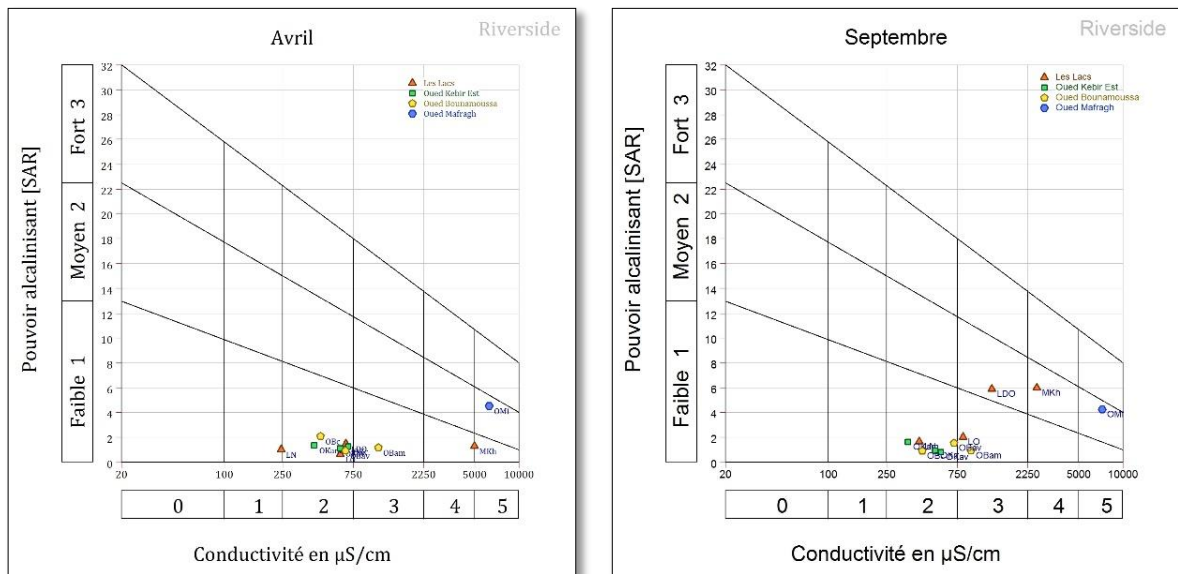 Avril
Riverside
Les Lacs
Oued Kebir Est
Oued Bounamoussa
Oued Mafragh
Pouvoir alcalinisant [SAR]
Fort 3
Moyen 2
Faible 1
32
30
28
26
24
22
20
18
16
14
12
10
8
6
4
2
0
LN
OBam
MKh
OMf
20
100
250
750
2250
5000
10000
0
1
2
3
4
5
Conductivité en µS/cm
Septembre
Riverside
Les Lacs
Oued Kebir Est
Oued Bounamoussa
Oued Mafragh
Pouvoir alcalinisant [SAR]
Fort 3
Moyen 2
Faible 1
32
30
28
26
24
22
20
18
16
14
12
10
8
6
4
2
0
LDO
MKh
LO
OBam
20
100
250
750
2250
5000
10000
0
1
2
3
4
5
Conductivité en µS/cm